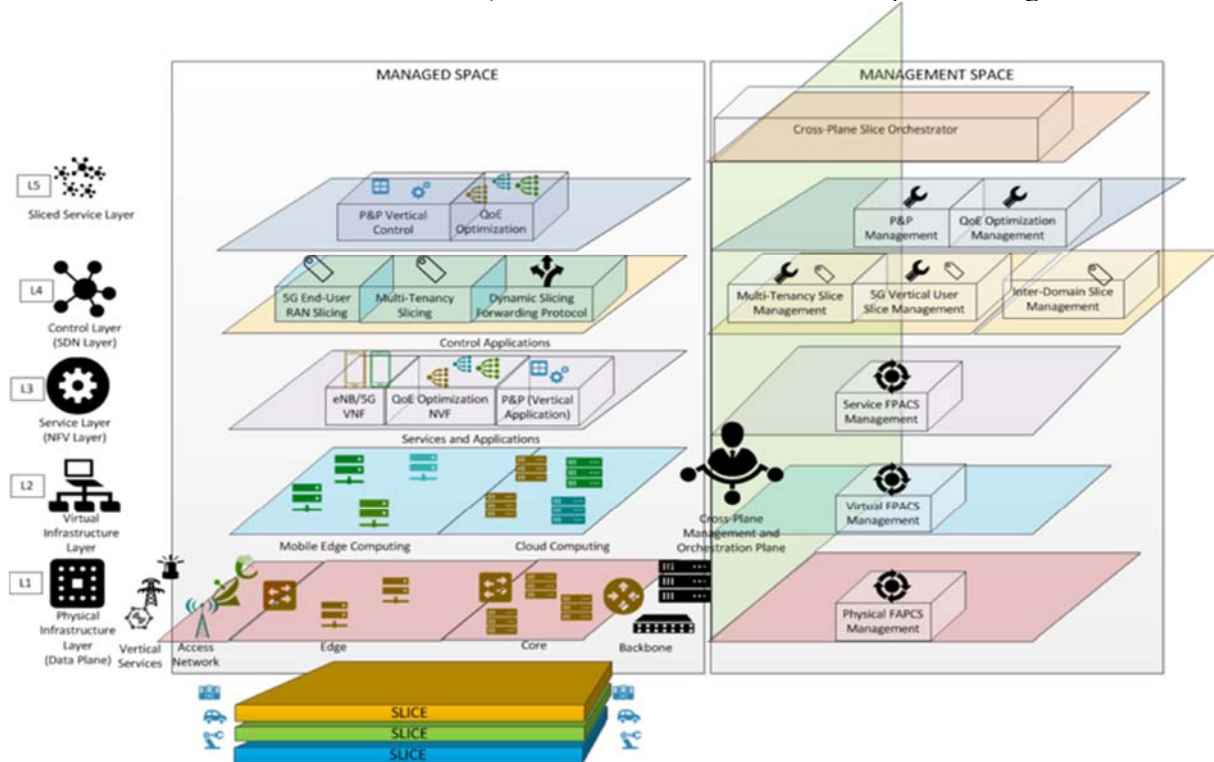 MANAGED SPACE
MANAGEMENT SPACE
Cross-Plane Slice Orchestrator
L5
Sliced Service Layer
P&P Vertical
Control
QoE
Optimization
P&P
Management
QoE Optimization
Management
L4
Control Layer
(SDN Layer)
5G End-User
RAN Slicing
Multi-Tenancy
Slicing
Dynamic Slicing
Forwarding Protocol
Control Applications
Multi-Tenancy Slice
Management
5G Vertical User
Slice Management
Inter-Domain Slice
Management
L3
Service Layer
(NFV Layer)
eNB/5G
VNF
QoE Optimization
NVF
P&P (Vertical
Application)
Services and Applications
Service FPACS
Management
L2
Virtual
Infrastructure
Layer
Mobile Edge Computing
Cloud Computing
Cross-Plane
Management and
Orchestration Plane
Virtual FPACS
Management
L1
Physical
Infrastructure
Layer
(Data Plane)
Vertical
Services
Access
Network
Edge
Core
Backbone
Physical FAPCS
Management
SLICE
SLICE
SLICE